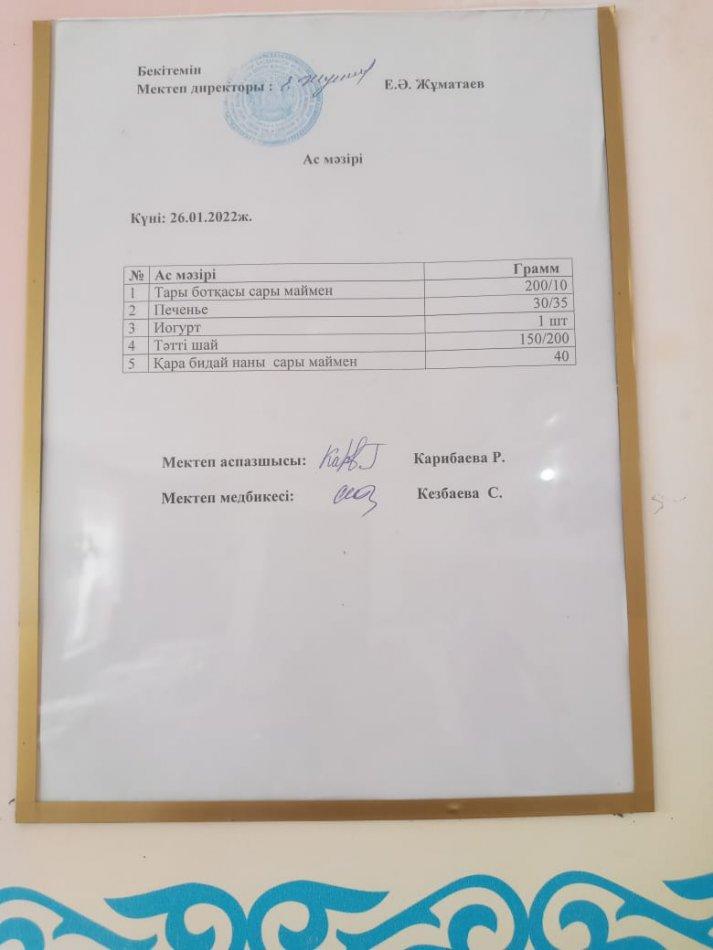 Бекітемін
Мектеп директоры : Е.Ә. Жұматаев
Ас мәзірі
Күні: 26.01.2022ж.
№ Ас мәзірі Грамм
1 Тары ботқасы сары маймен 200/10
2 Печенье 30/35
3 Иогурт 1 шт
4 Тәтті шай 150/200
5 Қара бидай наны сары маймен 40
Мектеп аспазшысы: Карибаева Р.
Мектеп медбикесі: Кезбаева С.